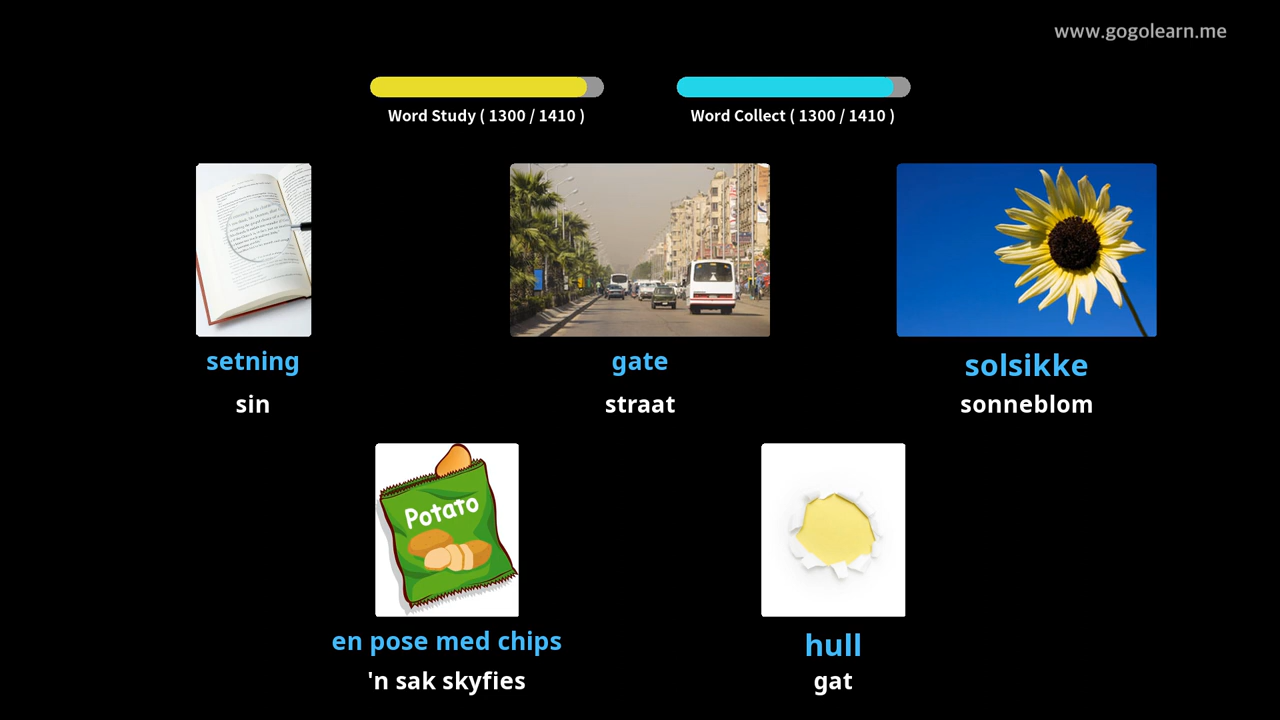 www.gogolearn.me
Word Study ( 1300 / 1410 )
Word Collect ( 1300 / 1410 )
setning
sin
gate
straat
solsikke
sonneblom
Potato
en pose med chips
'n sak skyfies
hull
gat